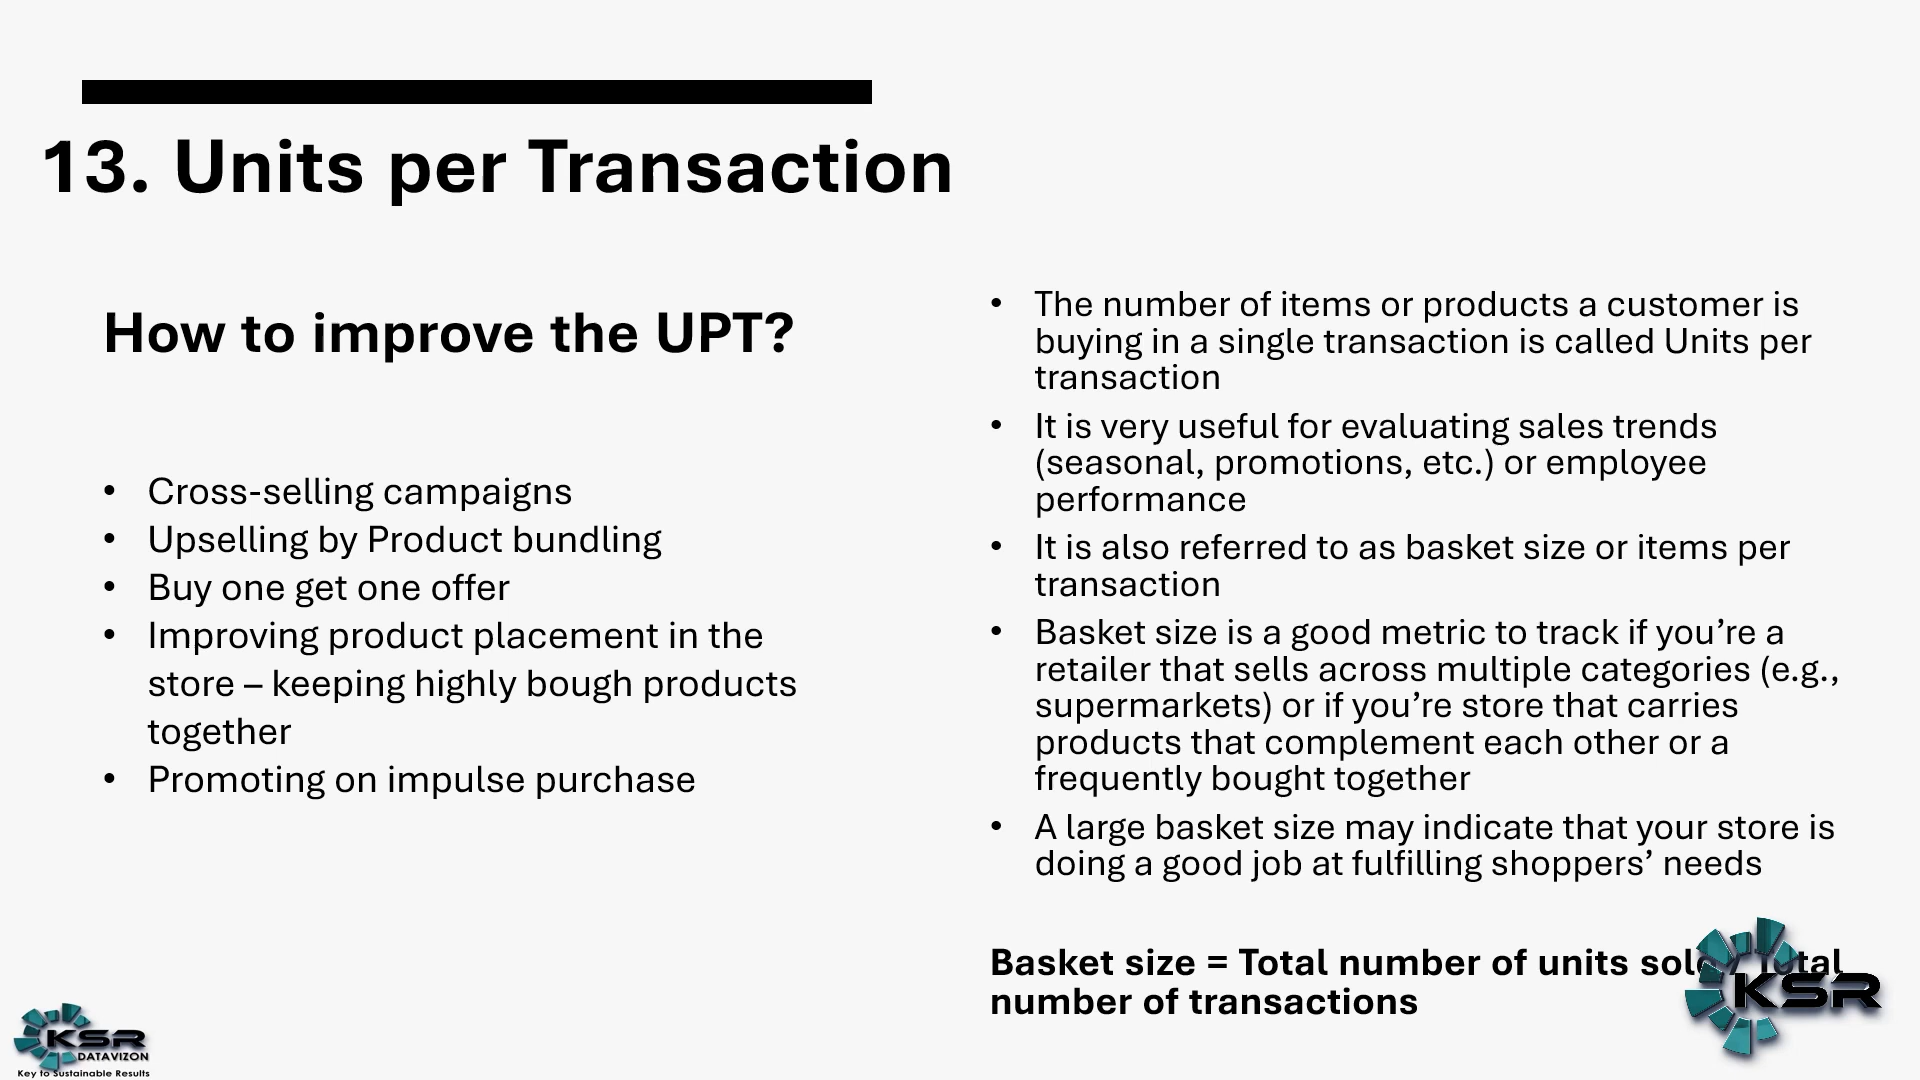 13. Units per Transaction
How to improve the UPT?
• Cross-selling campaigns
• Upselling by Product bundling
• Buy one get one offer
• Improving product placement in the
store – keeping highly bough products
together
• Promoting on impulse purchase
• The number of items or products a customer is
buying in a single transaction is called Units per
transaction
• It is very useful for evaluating sales trends
(seasonal, promotions, etc.) or employee
performance
• It is also referred to as basket size or items per
transaction
• Basket size is a good metric to track if you’re a
retailer that sells across multiple categories (e.g.,
supermarkets) or if you’re store that carries
products that complement each other or a
frequently bought together
• A large basket size may indicate that your store is
doing a good job at fulfilling shoppers’ needs
Basket size = Total number of units sold / Total
number of transactions
KSR
KSR
DATAVIZON
Key to Sustainable Results